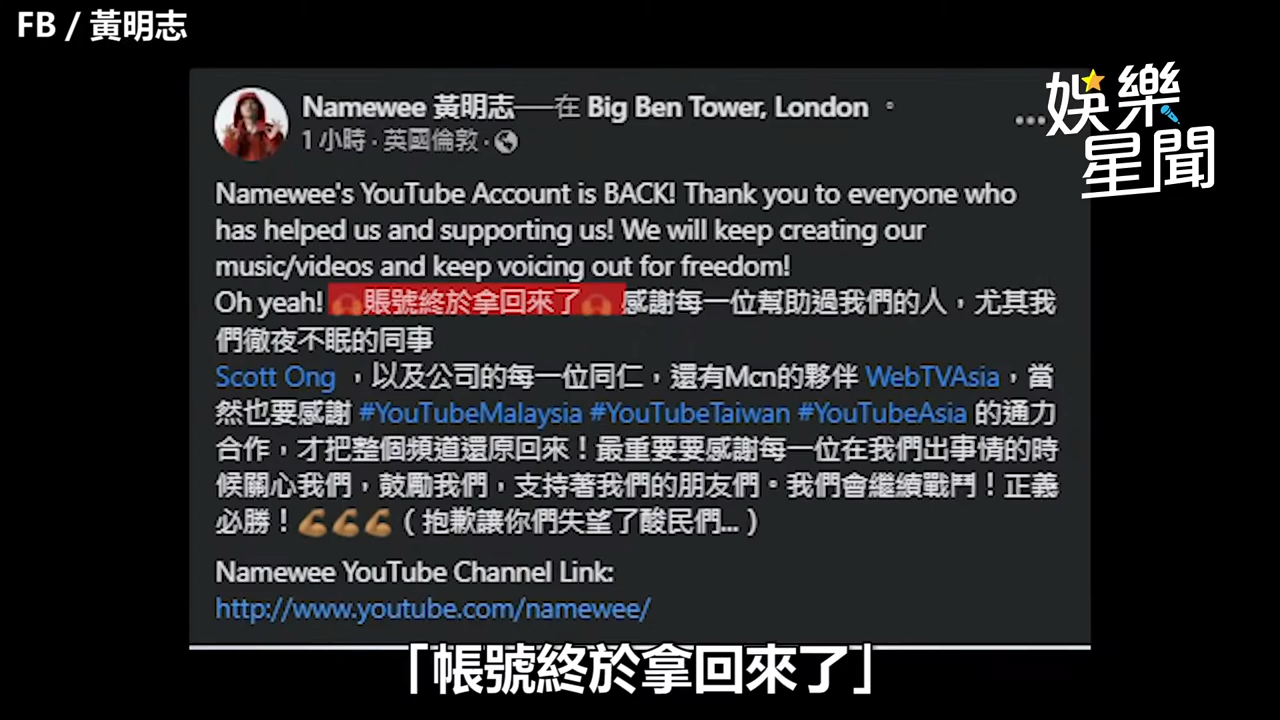 FB / 黃明志
娛樂
星聞
Namewee 黃明志──在 Big Ben Tower, London 。
1 小時 · 英國倫敦 ·
Namewee's YouTube Account is BACK! Thank you to everyone who
has helped us and supporting us! We will keep creating our
music/videos and keep voicing out for freedom!
Oh yeah! 🎧賬號終於拿回來了🎧感謝每一位幫助過我們的人，尤其我
們徹夜不眠的同事
Scott Ong ，以及公司的每一位同仁，還有Mcn的夥伴 WebTVAsia，當
然也要感謝 #YouTubeMalaysia #YouTubeTaiwan #YouTubeAsia 的通力
合作，才把整個頻道還原回來！最重要要感謝每一位在我們出事情的時
候關心我們，鼓勵我們，支持著我們的朋友們。我們會繼續戰鬥！正義
必勝！💪💪💪（抱歉讓你們失望了酸民們...）
Namewee YouTube Channel Link:
http://www.youtube.com/namewee/
「帳號終於拿回來了」